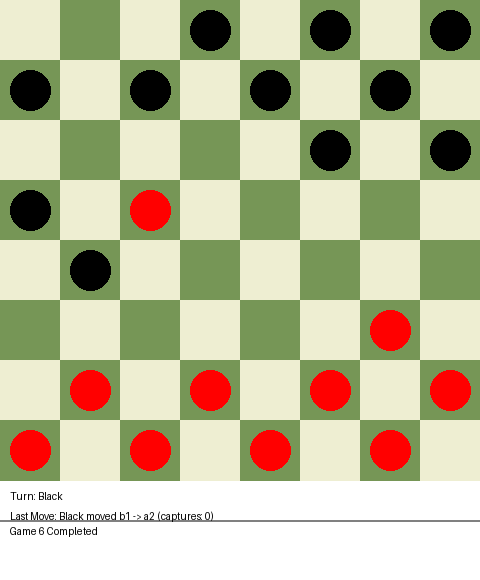 Turn: Black
Last Move: Black moved b1 -> a2 (captures: 0)
Game 6 Completed